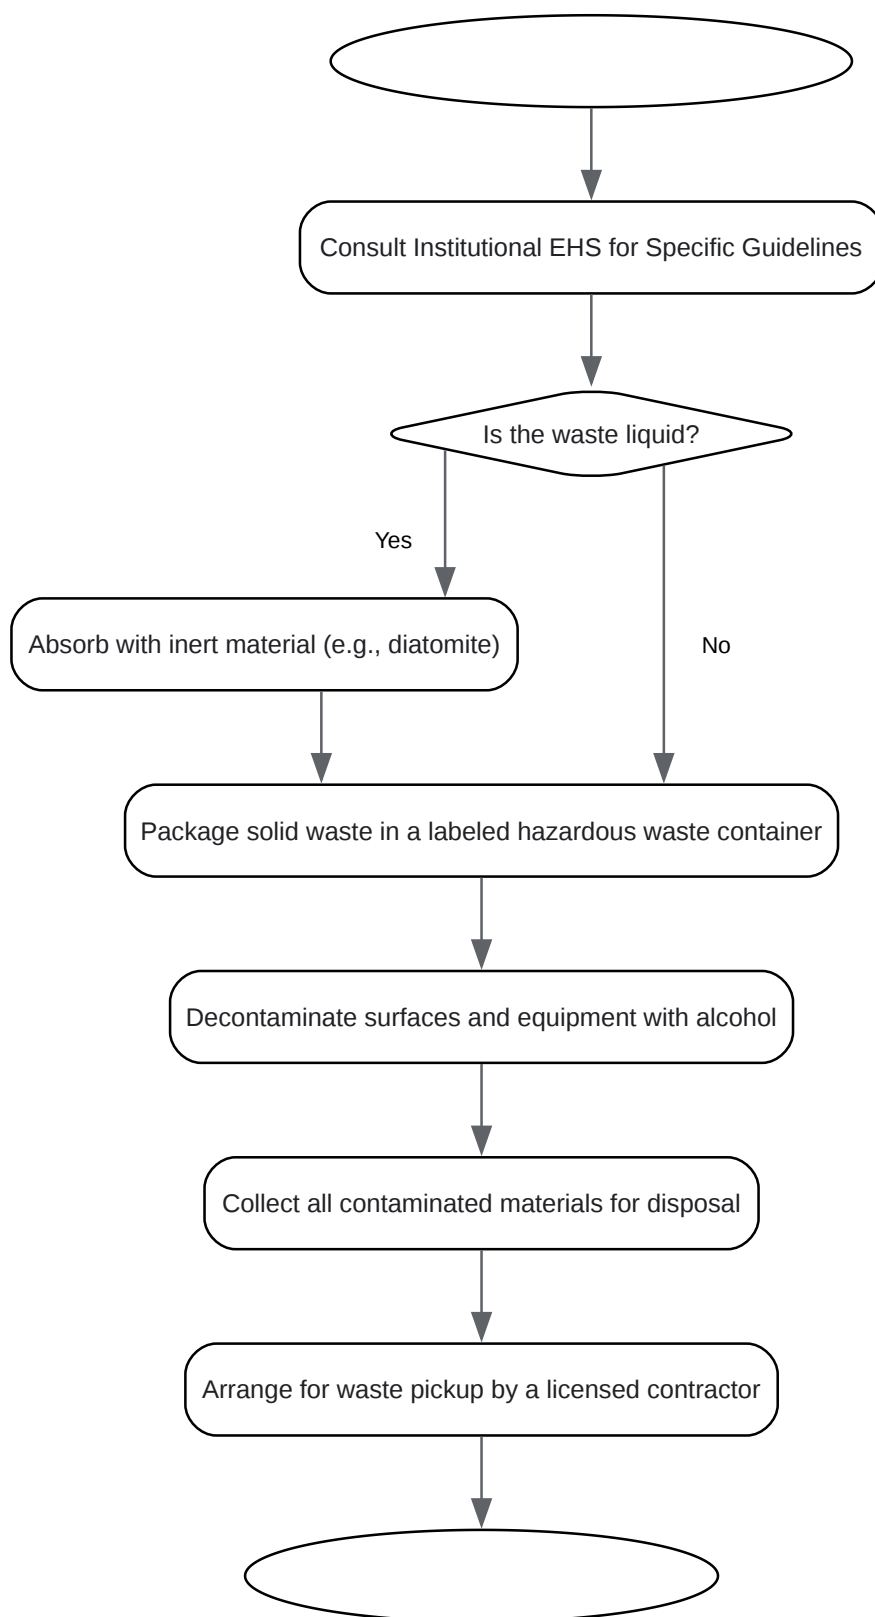 Consult Institutional EHS for Specific Guidelines
Is the waste liquid?
Yes
Absorb with inert material (e.g., diatomite)
No
Package solid waste in a labeled hazardous waste container
Decontaminate surfaces and equipment with alcohol
Collect all contaminated materials for disposal
Arrange for waste pickup by a licensed contractor